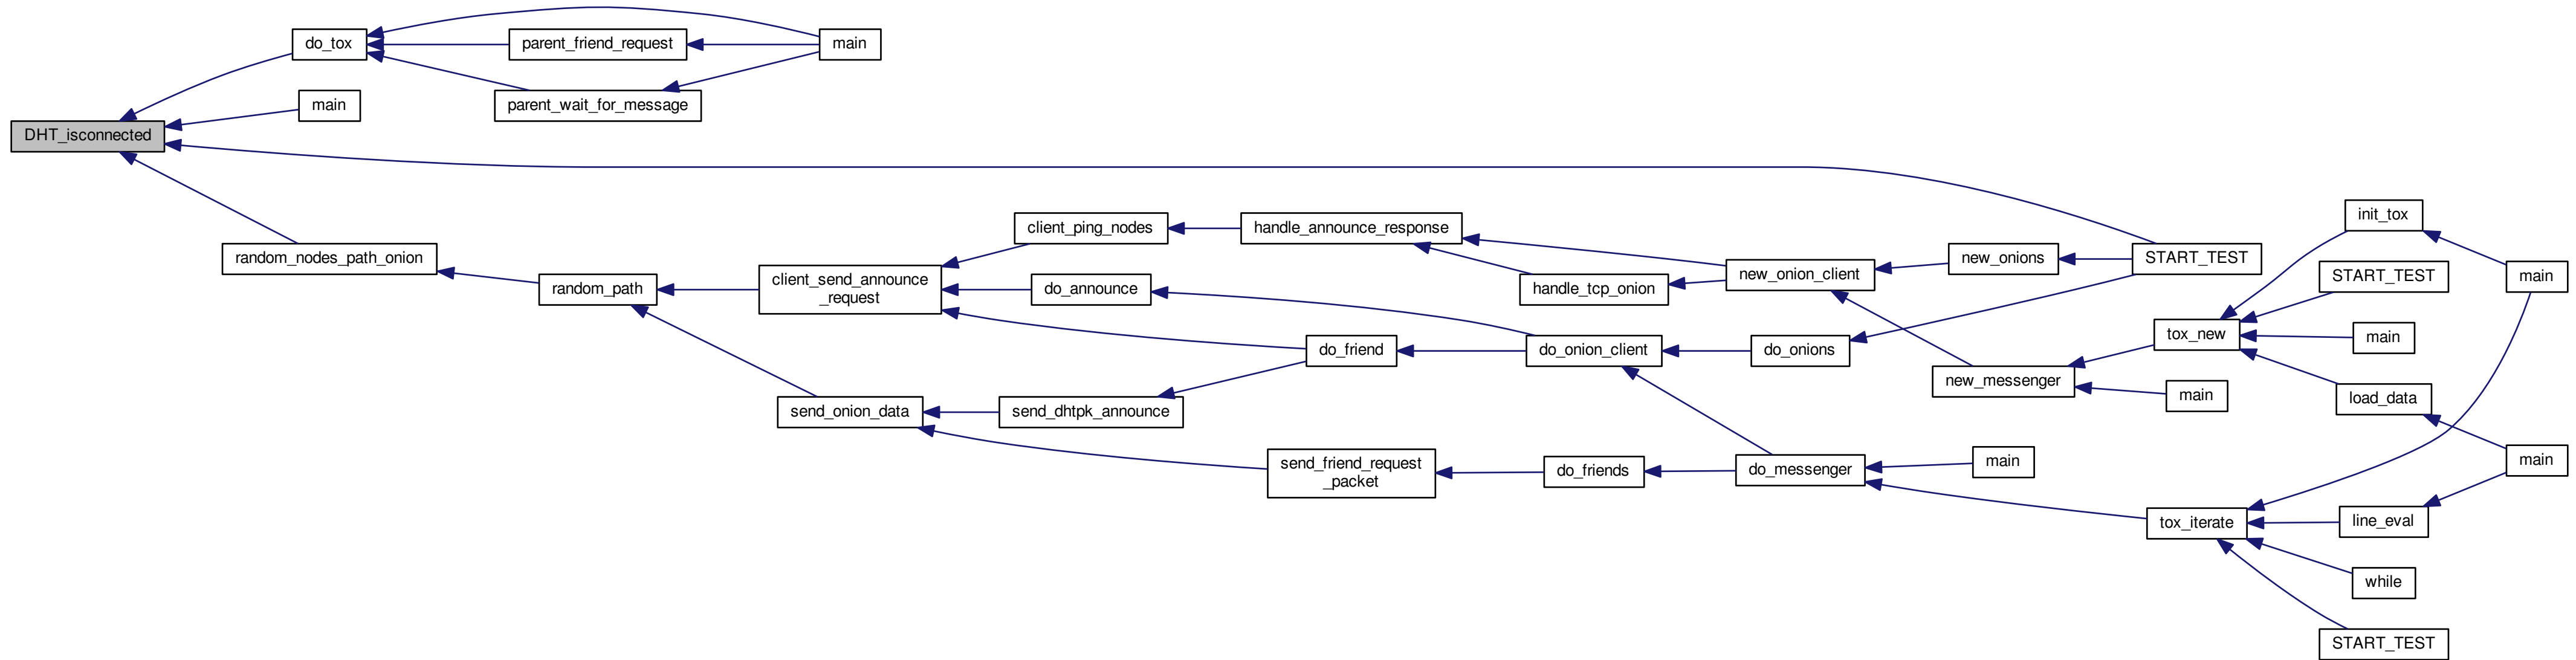 do_tox
parent_friend_request
main
main
parent_wait_for_message
DHT_isconnected
random_nodes_path_onion
random_path
client_send_announce
_request
send_onion_data
client_ping_nodes
do_announce
send_dhtpk_announce
handle_announce_response
do_friend
send_friend_request
_packet
handle_tcp_onion
do_onion_client
do_friends
new_onion_client
do_onions
do_messenger
new_onions
new_messenger
main
START_TEST
tox_new
main
tox_iterate
init_tox
START_TEST
main
load_data
line_eval
while
START_TEST
main
main